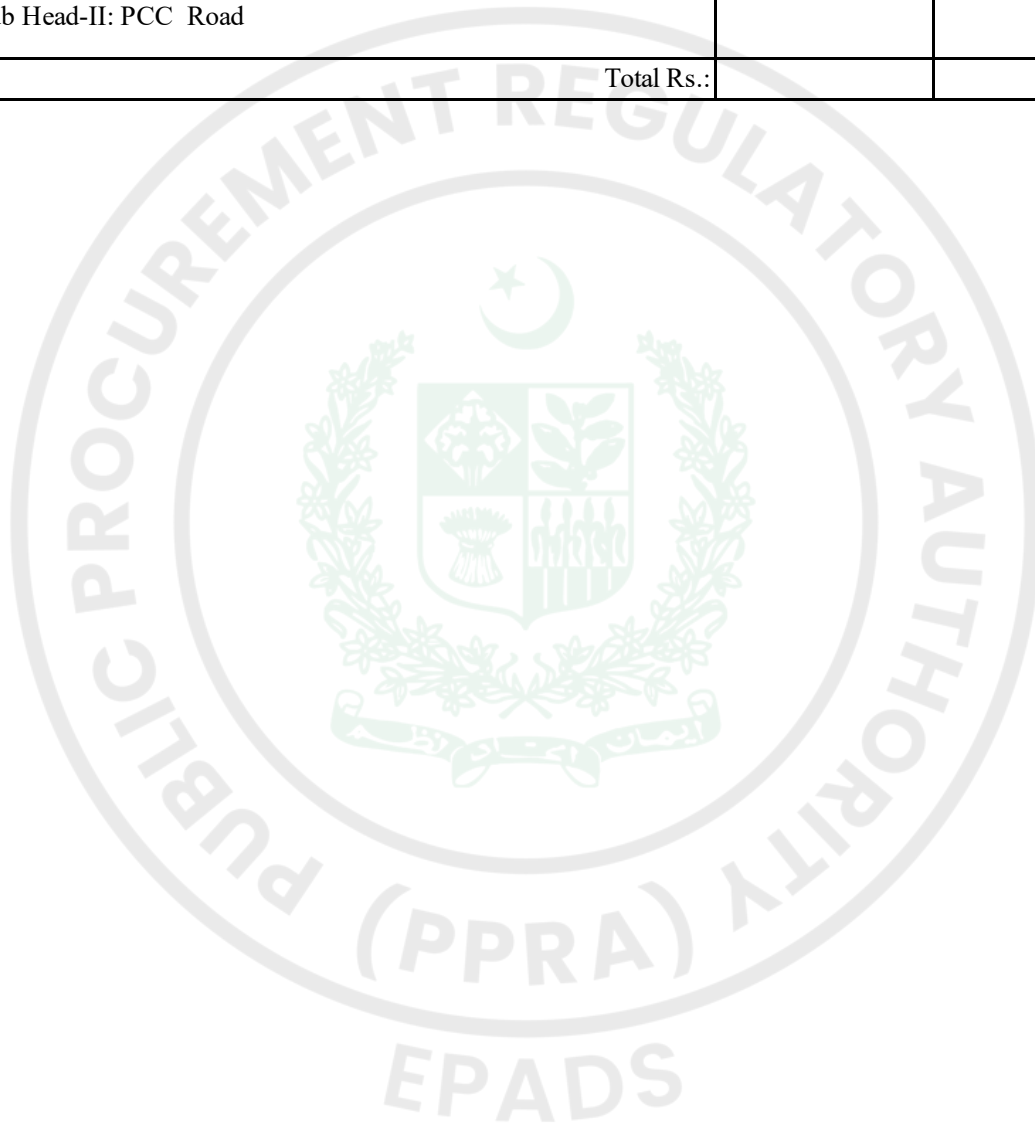 b Head-II: PCC Road
Total Rs.:
PUBLIC PROCUREMENT REGULATORY AUTHORITY
(PPRA)
EPADS